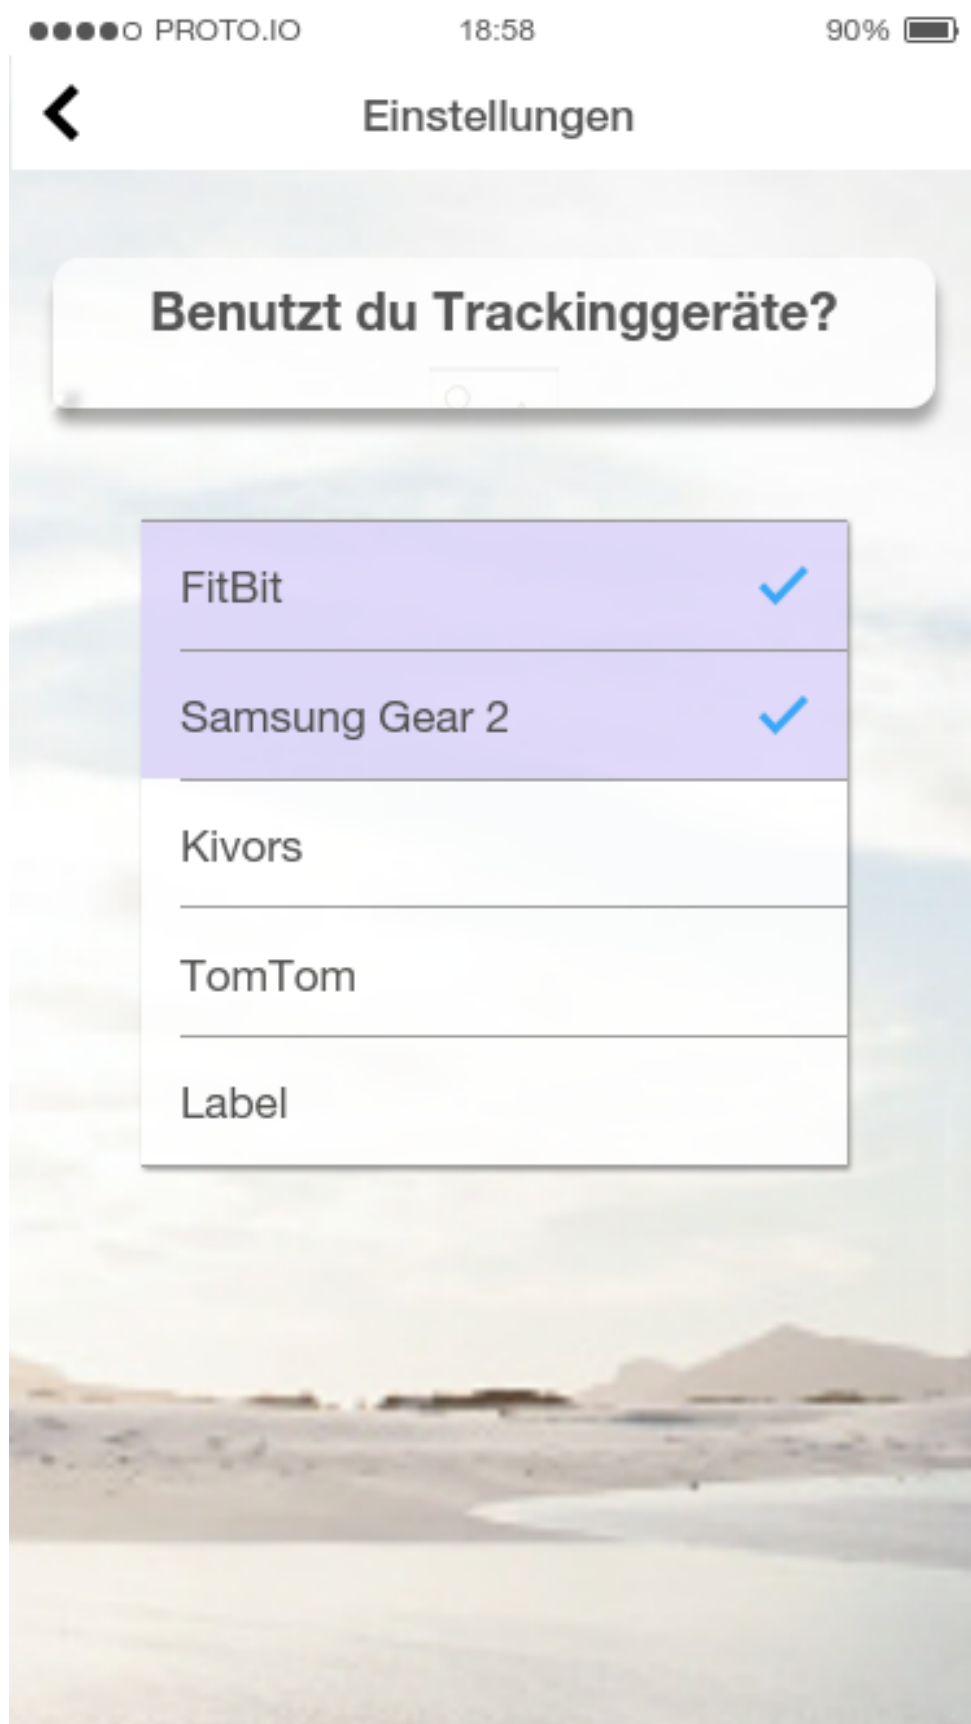 PROTO.IO 18:58 90%
Einstellungen
Benutzt du Trackinggeräte?
FitBit
Samsung Gear 2
Kivors
TomTom
Label